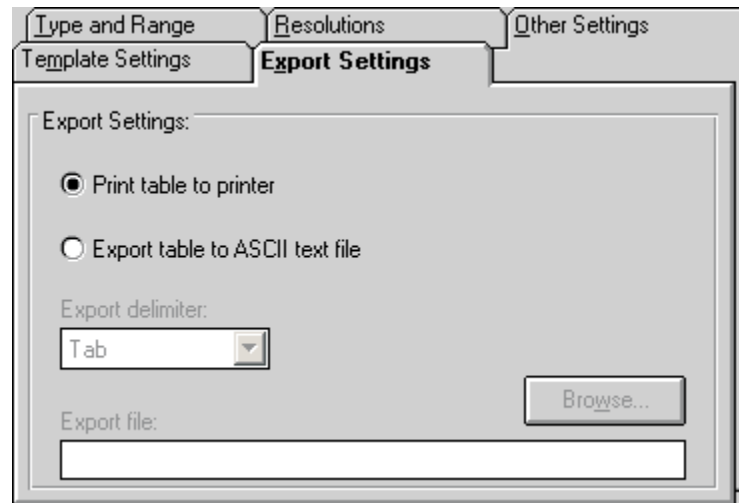 Type and Range
Resolutions
Other Settings
Template Settings
Export Settings
Export Settings:
Print table to printer
Export table to ASCII text file
Export delimiter:
Tab
Browse...
Export file: